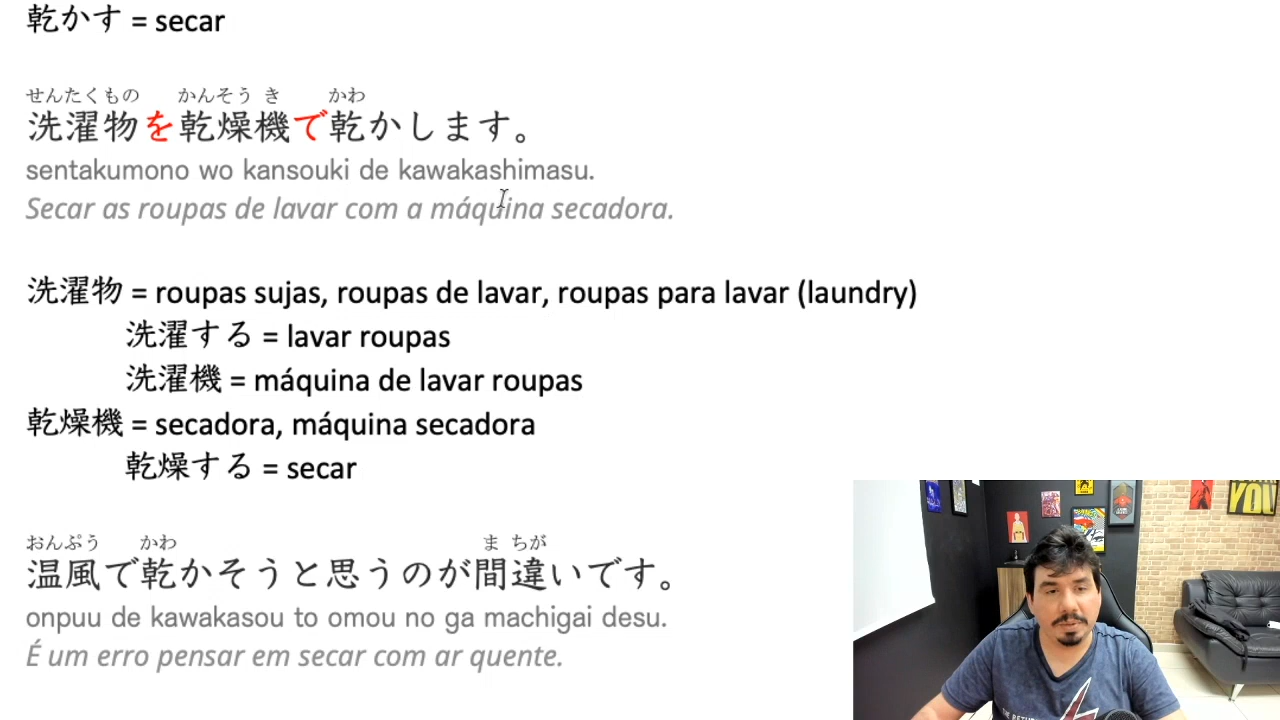 乾かす = secar
せんたくもの かんそう き かわ
洗濯物を乾燥機で乾かします。
sentakumono wo kansouki de kawakashimasu.
Secar as roupas de lavar com a máquina secadora.
洗濯物 = roupas sujas, roupas de lavar, roupas para lavar (laundry)
洗濯する = lavar roupas
洗濯機 = máquina de lavar roupas
乾燥機 = secadora, máquina secadora
乾燥する = secar
おんぷう かわ ま ちが
温風で乾かそうと思うのが間違いです。
onpuu de kawakasou to omou no ga machigai desu.
É um erro pensar em secar com ar quente.
YOU